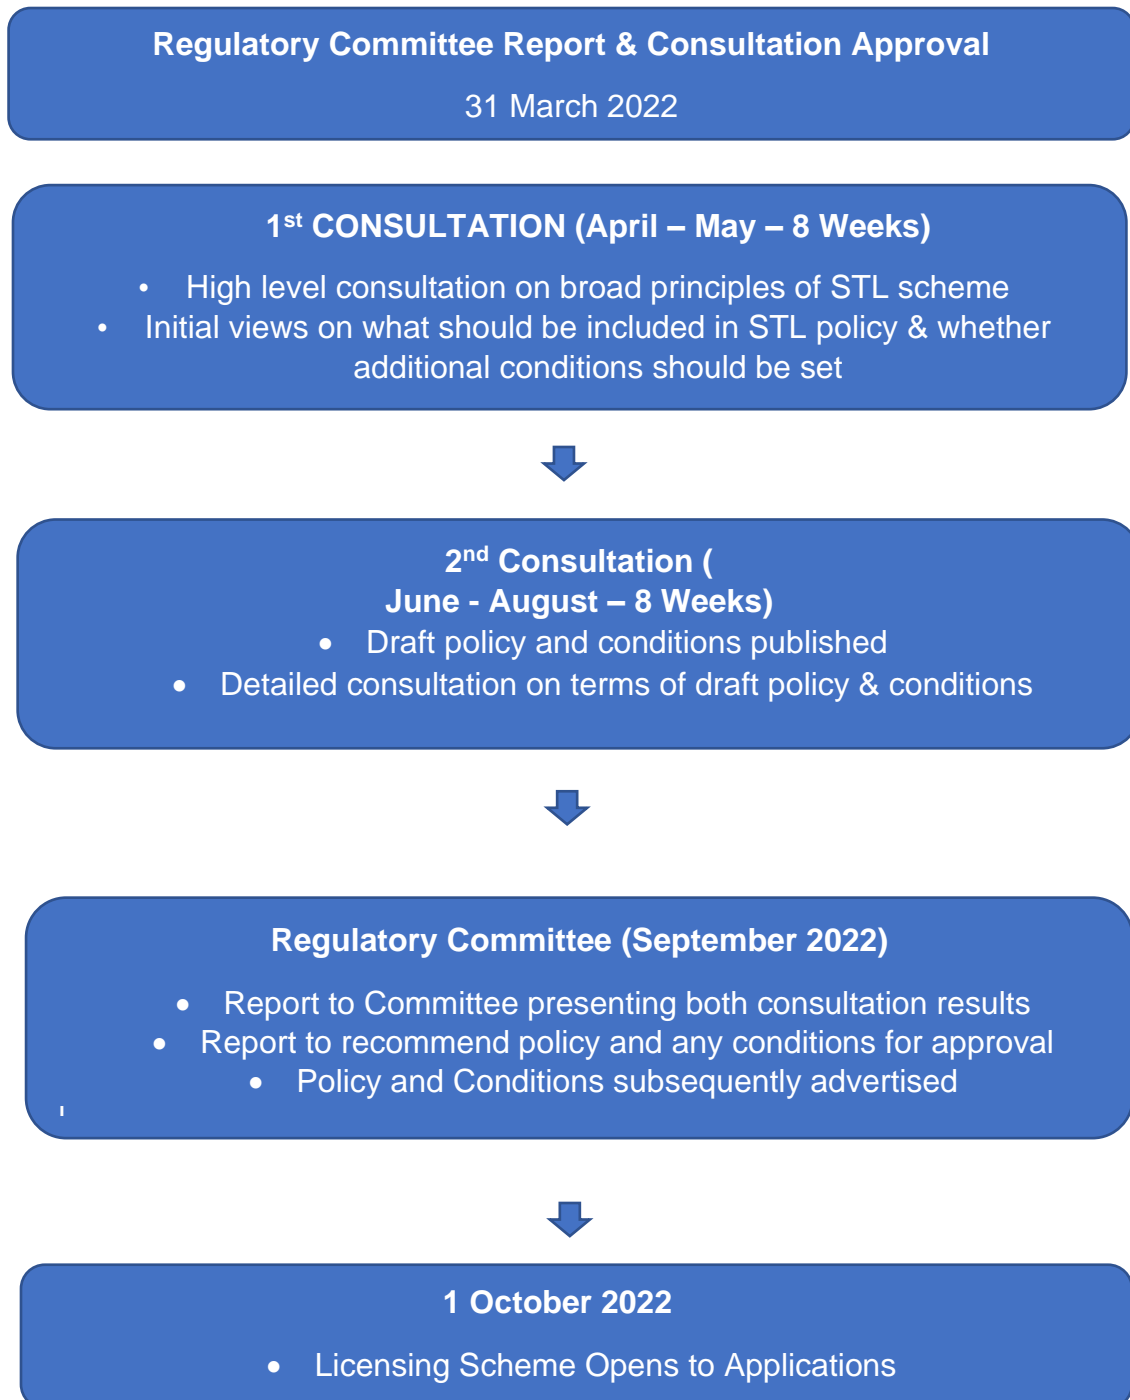 Regulatory Committee Report & Consultation Approval
31 March 2022
1st CONSULTATION (April – May – 8 Weeks)
• High level consultation on broad principles of STL scheme
• Initial views on what should be included in STL policy & whether
additional conditions should be set
2nd Consultation (
June - August – 8 Weeks)
• Draft policy and conditions published
• Detailed consultation on terms of draft policy & conditions
Regulatory Committee (September 2022)
• Report to Committee presenting both consultation results
• Report to recommend policy and any conditions for approval
• Policy and Conditions subsequently advertised
1 October 2022
• Licensing Scheme Opens to Applications